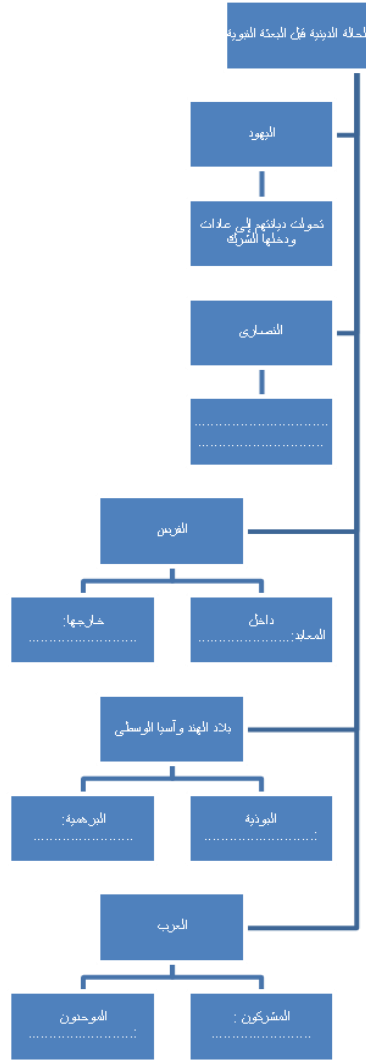 الحالة الدينية قبل البعثة النبوية
اليهود
تحولت ديانتهم إلى عادات
ودخلها الشرك
النصارى
................................
..............................
الفرس
داخل
المعابد:.......................
خارجها:
..........................
بلاد الهند وآسيا الوسطى
البوذية
:...........................
البرهمية:
........................
العرب
المشركون :
........................
الموحدون
:.........................